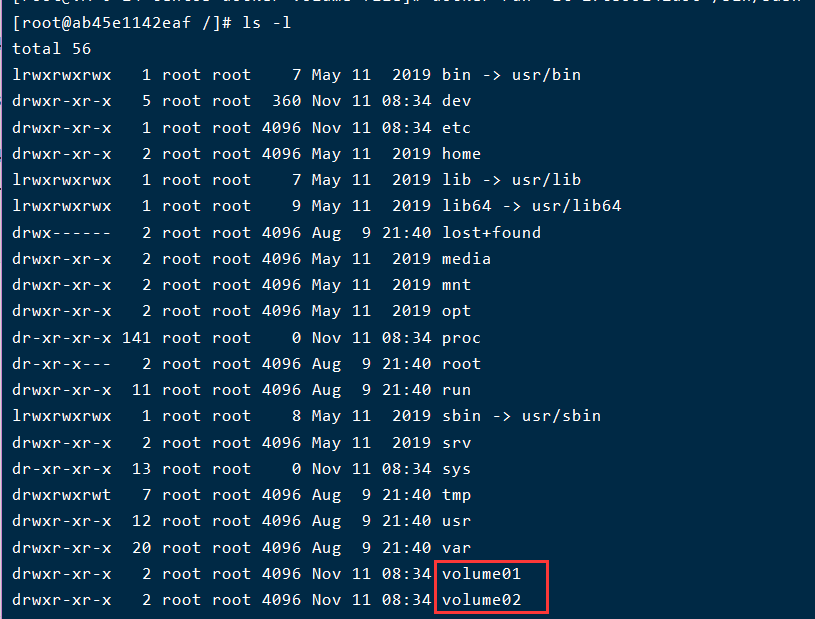 [root@ab45e1142eaf /]# ls -l
total 56
lrwxrwxrwx   1 root root    7 May 11  2019 bin -> usr/bin
drwxr-xr-x   5 root root  360 Nov 11 08:34 dev
drwxr-xr-x   1 root root 4096 Nov 11 08:34 etc
drwxr-xr-x   2 root root 4096 May 11  2019 home
lrwxrwxrwx   1 root root    7 May 11  2019 lib -> usr/lib
lrwxrwxrwx   1 root root    9 May 11  2019 lib64 -> usr/lib64
drwx------   2 root root 4096 Aug  9 21:40 lost+found
drwxr-xr-x   2 root root 4096 May 11  2019 media
drwxr-xr-x   2 root root 4096 May 11  2019 mnt
drwxr-xr-x   2 root root 4096 May 11  2019 opt
dr-xr-xr-x 141 root root    0 Nov 11 08:34 proc
dr-xr-x---   2 root root 4096 Aug  9 21:40 root
drwxr-xr-x  11 root root 4096 Aug  9 21:40 run
lrwxrwxrwx   1 root root    8 May 11  2019 sbin -> usr/sbin
drwxr-xr-x   2 root root 4096 May 11  2019 srv
dr-xr-xr-x  13 root root    0 Nov 11 08:34 sys
drwxrwxrwt   7 root root 4096 Aug  9 21:40 tmp
drwxr-xr-x  12 root root 4096 Aug  9 21:40 usr
drwxr-xr-x  20 root root 4096 Aug  9 21:40 var
drwxr-xr-x   2 root root 4096 Nov 11 08:34 volume01
drwxr-xr-x   2 root root 4096 Nov 11 08:34 volume02